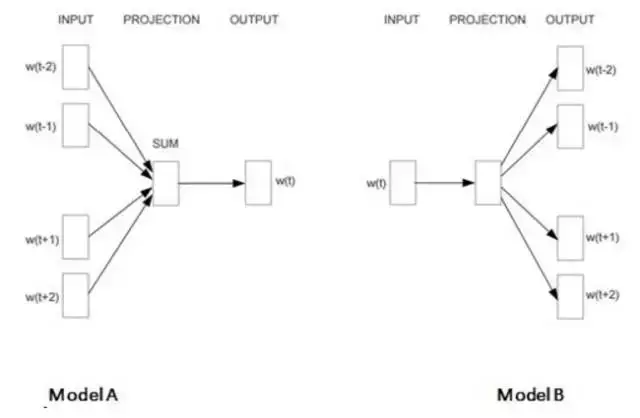 INPUT PROJECTION OUTPUT
w(t-2)
w(t-1)
SUM
w(t)
w(t+1)
w(t+2)
Model A
INPUT PROJECTION OUTPUT
w(t-2)
w(t-1)
w(t)
w(t+1)
w(t+2)
Model B